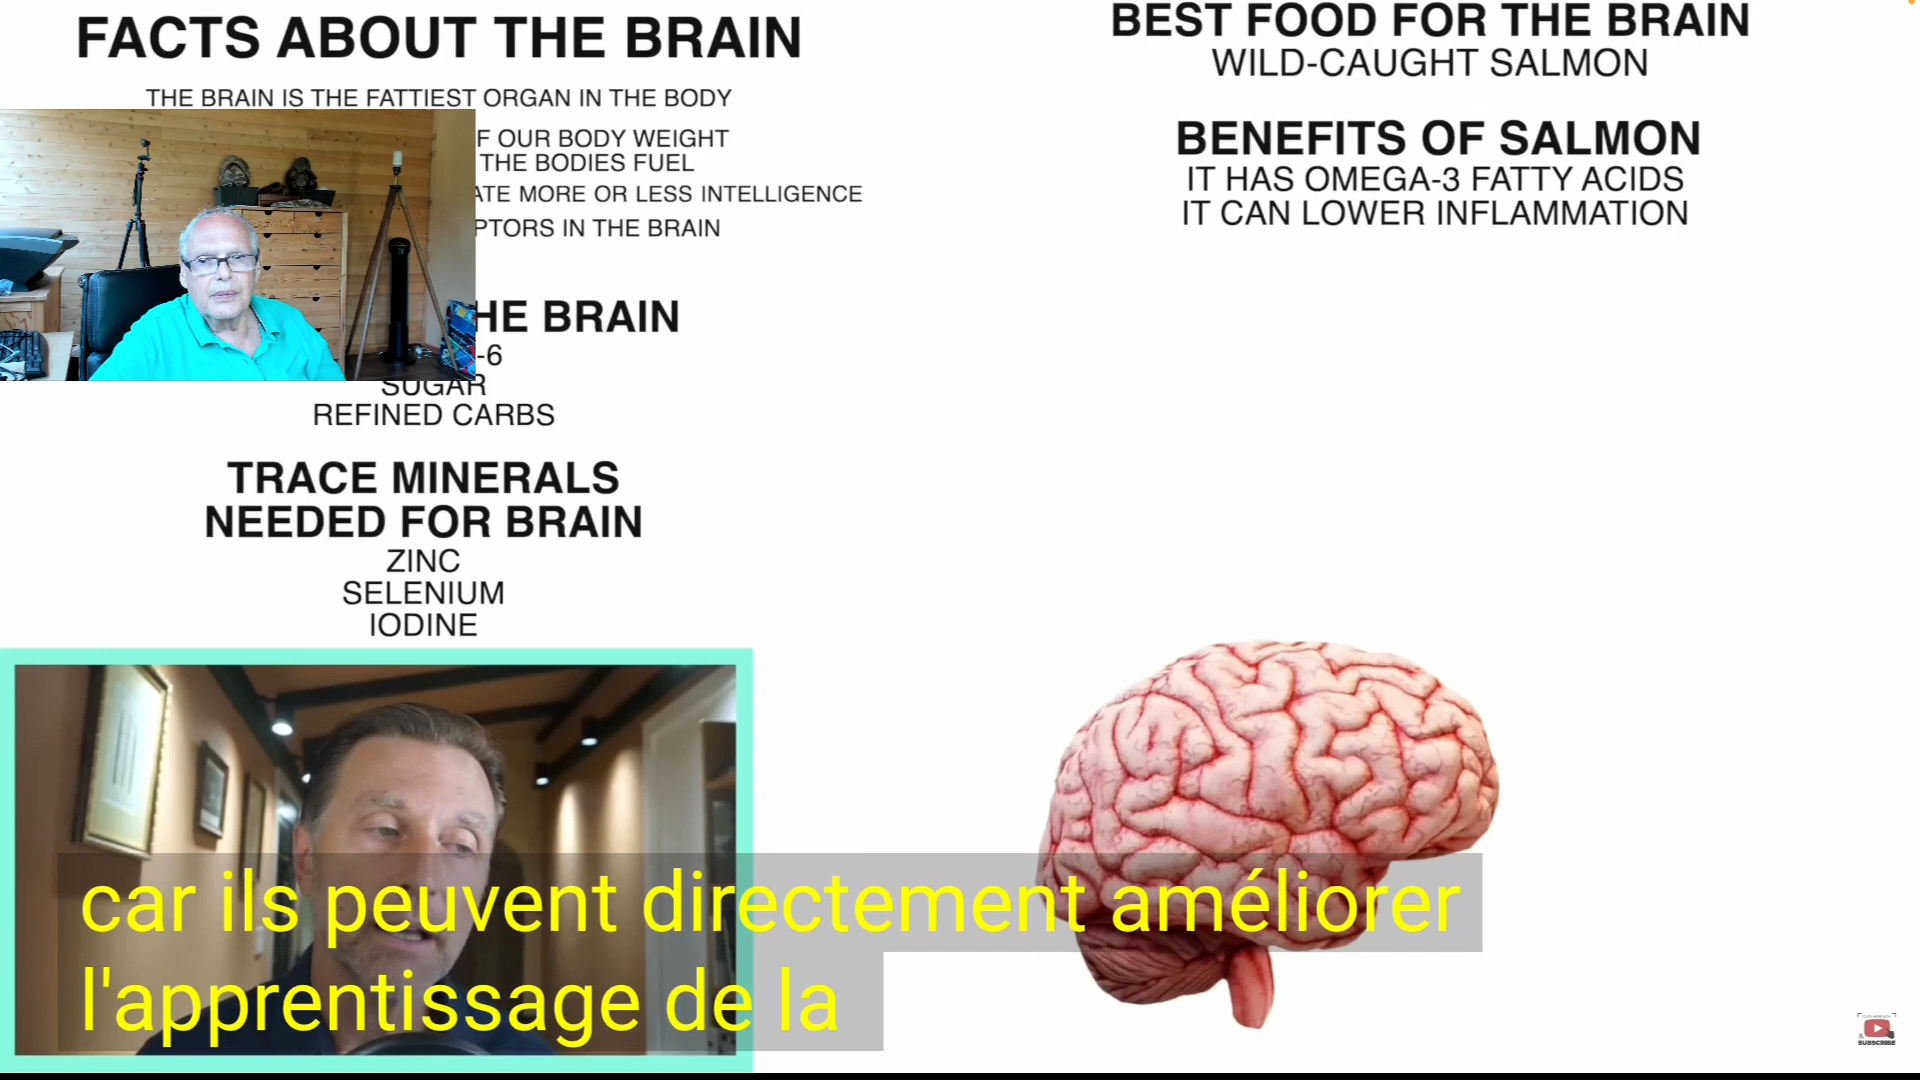 FACTS ABOUT THE BRAIN
THE BRAIN IS THE FATTIEST ORGAN IN THE BODY
OUR BODY WEIGHT
THE BODIES FUEL
MORE OR LESS INTELLIGENCE
IN THE BRAIN
BRAIN
-6
SUGAR
REFINED CARBS
TRACE MINERALS
NEEDED FOR BRAIN
ZINC
SELENIUM
IODINE
BEST FOOD FOR THE BRAIN
WILD-CAUGHT SALMON
BENEFITS OF SALMON
IT HAS OMEGA-3 FATTY ACIDS
IT CAN LOWER INFLAMMATION
car ils peuvent directement améliorer
l'apprentissage de la
SUBSCRIBE